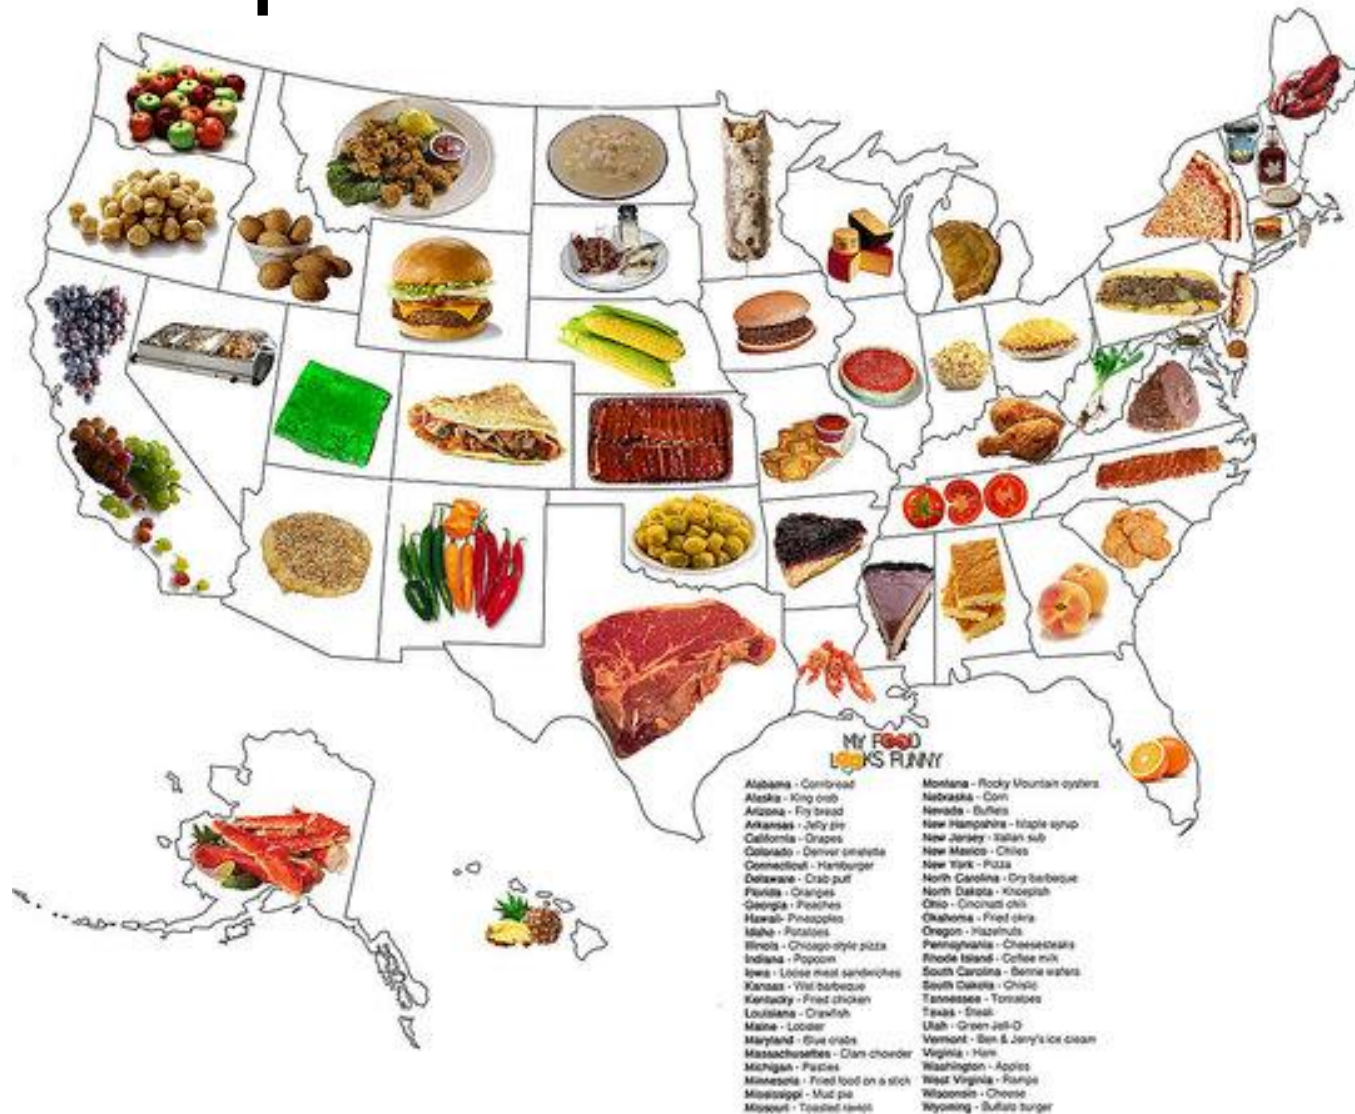 MY FOOD
LOOKS FUNNY
Alabama - Cornbread
Alaska - King crab
Arizona - Fry bread
Arkansas - Jelly pie
California - Grapes
Colorado - Denver omelette
Connecticut - Hamburger
Delaware - Crab puff
Florida - Oranges
Georgia - Peaches
Hawaii- Pineapples
Idaho - Potatoes
Illinois - Chicago-style pizza
Indiana - Popcorn
Iowa - Loose meat sandwiches
Kansas - Wet barbeque
Kentucky - Fried chicken
Louisiana - Crawfish
Maine - Lobster
Maryland - Blue crabs
Massachusettes - Clam chowder
Michigan - Pasties
Minnesota - Fried food on a stick
Mississippi - Mud pie
Missouri - Toasted ravioli
Montana - Rocky Mountain oysters
Nebraska - Corn
Nevada - Buffets
New Hampshire - Maple syrup
New Jersey - Italian sub
New Mexico - Chiles
New York - Pizza
North Carolina - Dry barbeque
North Dakota - Knoephla
Ohio - Cincinati chili
Okahoma - Fried okra
Oregon - Hazelnuts
Pennsylvania - Cheesesteaks
Rhode Island - Coffee milk
South Carolina - Benne wafers
South Dakota - Chislic
Tannessee - Tomatoes
Texas - Steak
Utah - Green Jell-O
Vermont - Ben & Jerry's ice cream
Virginia - Ham
Washington - Apples
West Virginia - Ramps
Wisconsin - Cheese
Wyoming - Buffalo burger